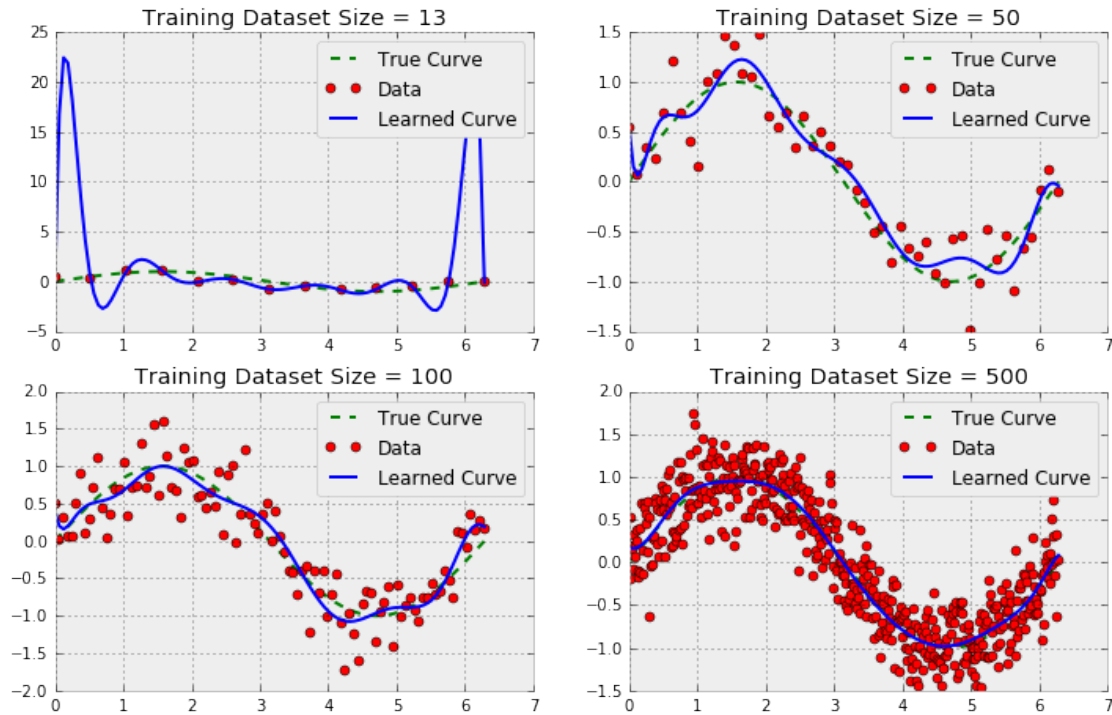 Training Dataset Size = 13
25
20
15
10
5
0
−5
0 1 2 3 4 5 6 7
True Curve
Data
Learned Curve
Training Dataset Size = 50
1.5
1.0
0.5
0.0
−0.5
−1.0
−1.5
0 1 2 3 4 5 6 7
True Curve
Data
Learned Curve
Training Dataset Size = 100
2.0
1.5
1.0
0.5
0.0
−0.5
−1.0
−1.5
−2.0
0 1 2 3 4 5 6 7
True Curve
Data
Learned Curve
Training Dataset Size = 500
2.0
1.5
1.0
0.5
0.0
−0.5
−1.0
−1.5
0 1 2 3 4 5 6 7
True Curve
Data
Learned Curve